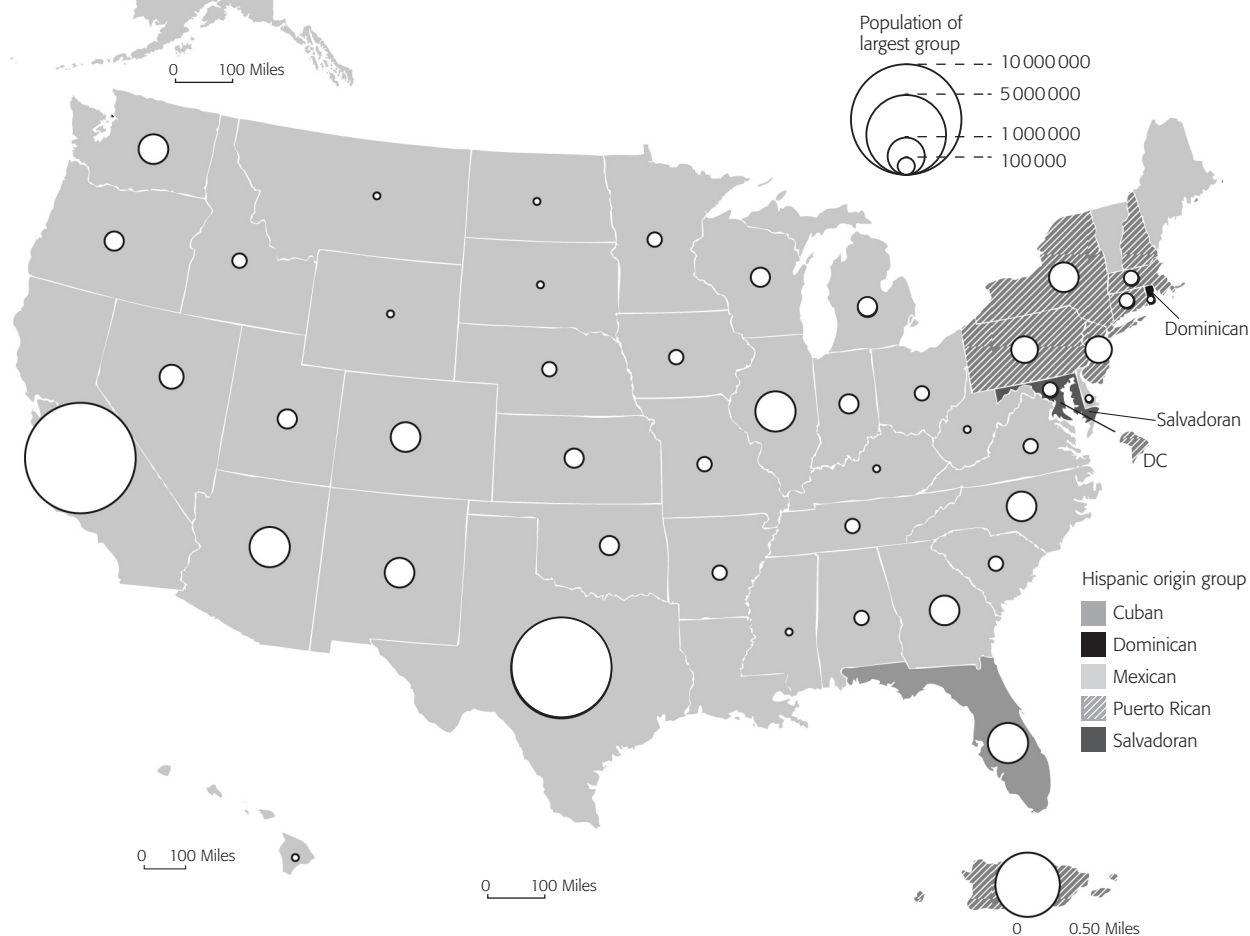 Population of
largest group
10 000 000
5 000 000
1 000 000
100 000
0 100 Miles
Dominican
Salvadoran
DC
Hispanic origin group
Cuban
Dominican
Mexican
Puerto Rican
Salvadoran
0 100 Miles
0 100 Miles
0 0.50 Miles